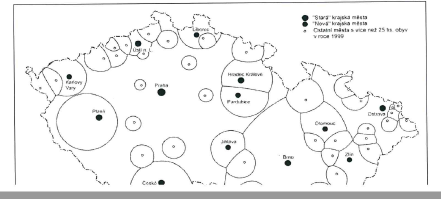 "Stará" krajská města
"Nová" krajská města
Ostatní města s více než 25 tis. obyv
v roce 1999
Liberec
Ústí n
Karlovy
Vary
Praha
Hradec Králové
Pardubice
Plzeň
Ostrava
Olomouc
Jihlava
Zlín
Brno
České